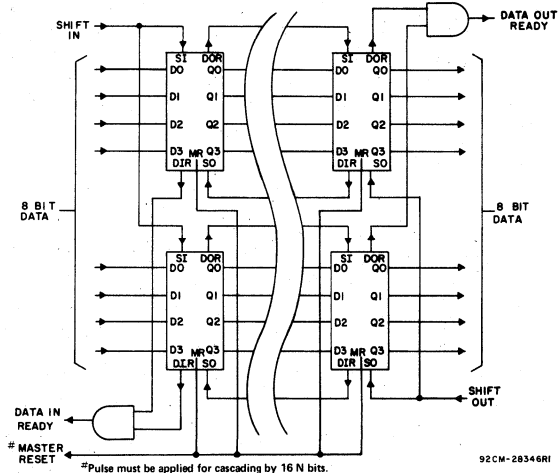 SHIFT
IN
DATA OUT
READY
SI DOR
D0 Q0
D1 Q1
D2 Q2
D3 MR Q3
DIR SO
SI DOR
D0 Q0
D1 Q1
D2 Q2
D3 MR Q3
DIR SO
8 BIT
DATA
8 BIT
DATA
SI DOR
D0 Q0
D1 Q1
D2 Q2
D3 MR Q3
DIR SO
SI DOR
D0 Q0
D1 Q1
D2 Q2
D3 MR Q3
DIR SO
SHIFT
OUT
DATA IN
READY
# MASTER
RESET
92CM-28346R1
#Pulse must be applied for cascading by 16 N bits.